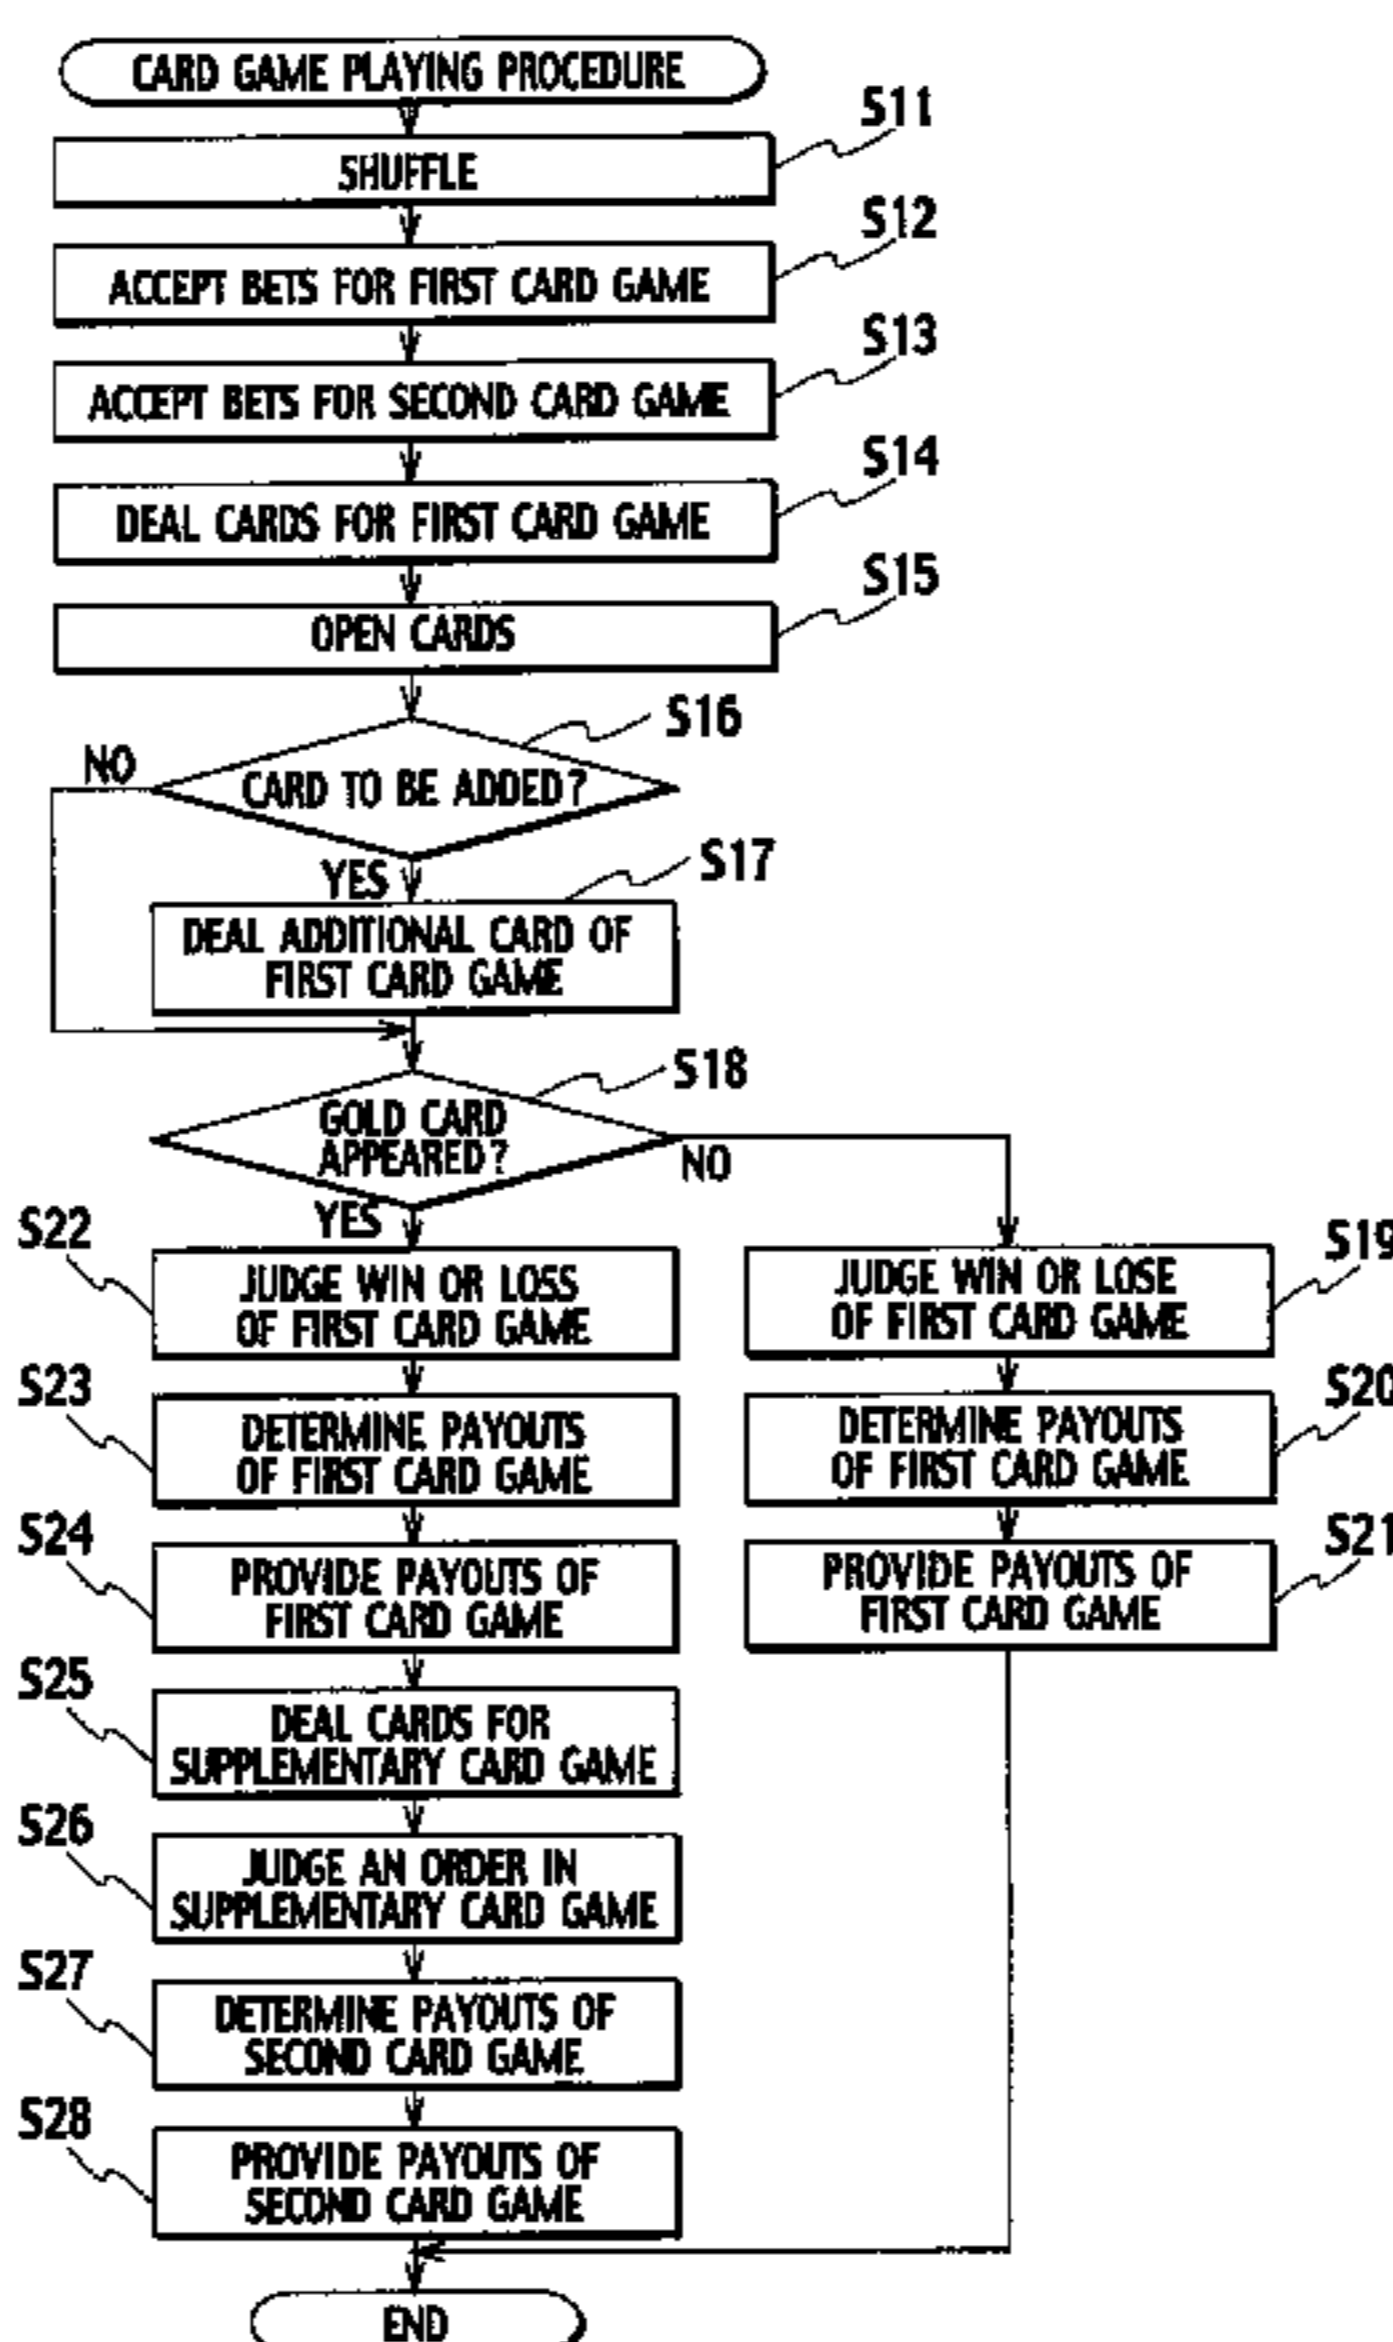 CARD GAME PLAYING PROCEDURE
S11
SHUFFLE
S12
ACCEPT BETS FOR FIRST CARD GAME
S13
ACCEPT BETS FOR SECOND CARD GAME
S14
DEAL CARDS FOR FIRST CARD GAME
S15
OPEN CARDS
S16
NO
CARD TO BE ADDED?
YES
S17
DEAL ADDITIONAL CARD OF
FIRST CARD GAME
S18
GOLD CARD
APPEARED?
NO
YES
S22
JUDGE WIN OR LOSS
OF FIRST CARD GAME
S19
JUDGE WIN OR LOSE
OF FIRST CARD GAME
S23
DETERMINE PAYOUTS
OF FIRST CARD GAME
S20
DETERMINE PAYOUTS
OF FIRST CARD GAME
S24
PROVIDE PAYOUTS OF
FIRST CARD GAME
S21
PROVIDE PAYOUTS OF
FIRST CARD GAME
S25
DEAL CARDS FOR
SUPPLEMENTARY CARD GAME
S26
JUDGE AN ORDER IN
SUPPLEMENTARY CARD GAME
S27
DETERMINE PAYOUTS OF
SECOND CARD GAME
S28
PROVIDE PAYOUTS OF
SECOND CARD GAME
END